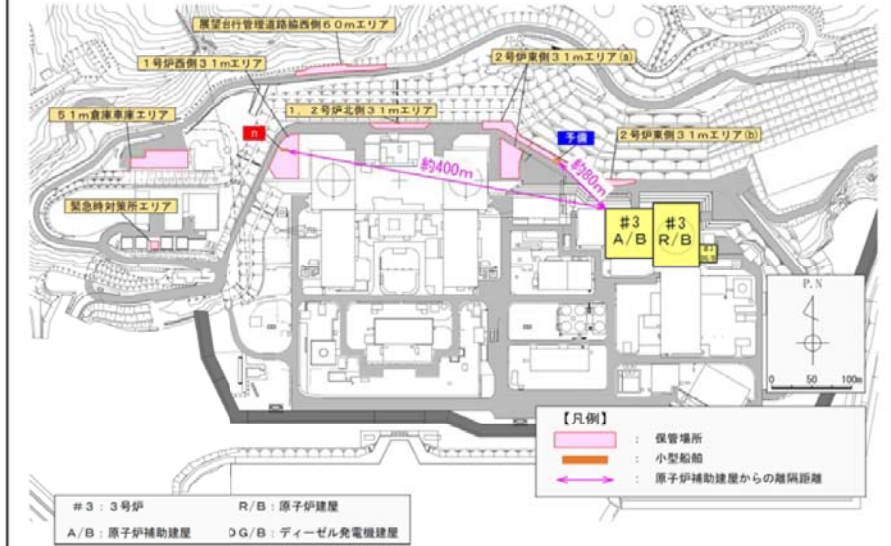 展望台行管理道路脇西側60mエリア
1号炉西側31mエリア
2号炉東側31mエリア(a)
51m倉庫車庫エリア
n
1,2号炉北側31mエリア
予備
2号炉東側31mエリア(b)
約400m
約80m
緊急時対策所エリア
#3
A/B
#3
R/B
P.N
0 50 100m
【凡例】
: 保管場所
: 小型船舶
: 原子炉補助建屋からの離隔距離
#3:3号炉 R/B:原子炉建屋
A/B:原子炉補助建屋 DG/B:ディーゼル発電機建屋